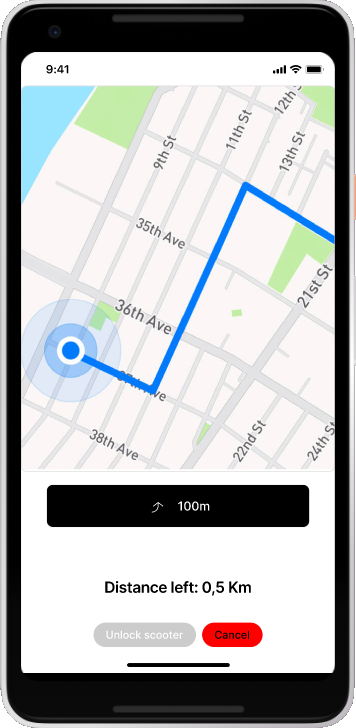 9:41
12th St
11th St
9th St
13th St
35th Ave
21st St
36th Ave
37th Ave
38th Ave
22nd St
24th St
100m
Distance left: 0,5 Km
Unlock scooter
Cancel